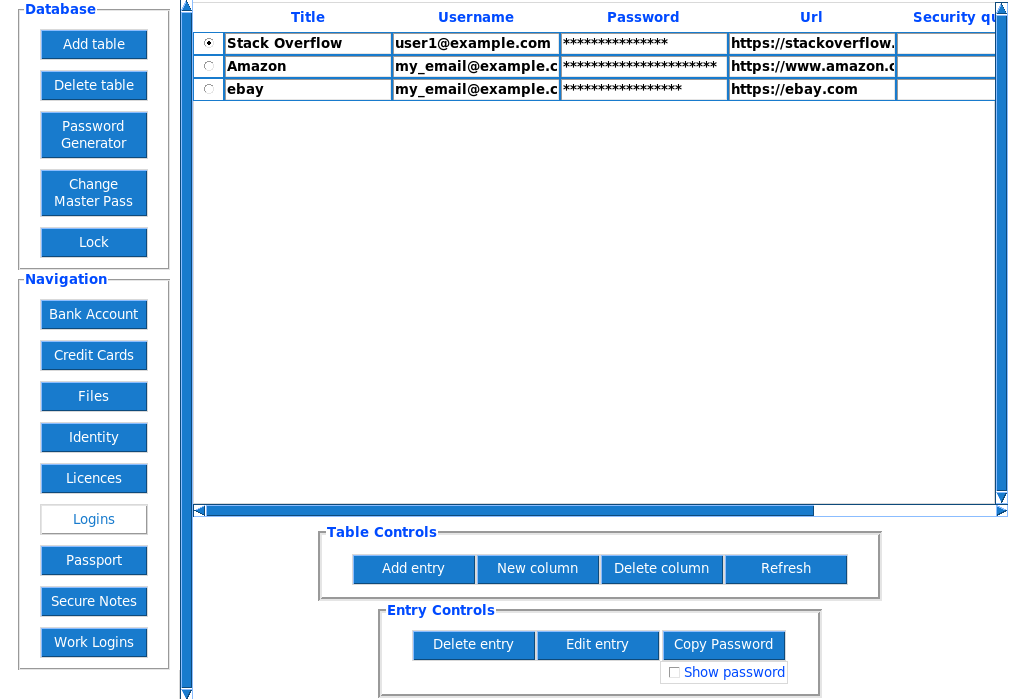 Database
Add table
Delete table
Password
Generator
Change
Master Pass
Lock
Navigation
Bank Account
Credit Cards
Files
Identity
Licences
Logins
Passport
Secure Notes
Work Logins
Title Username Password Url Security qu
Stack Overflow user1@example.com *************** https://stackoverflow.
Amazon my_email@example.c ********************** https://www.amazon.c
ebay my_email@example.c ***************** https://ebay.com
Table Controls
Add entry New column Delete column Refresh
Entry Controls
Delete entry Edit entry Copy Password
Show password